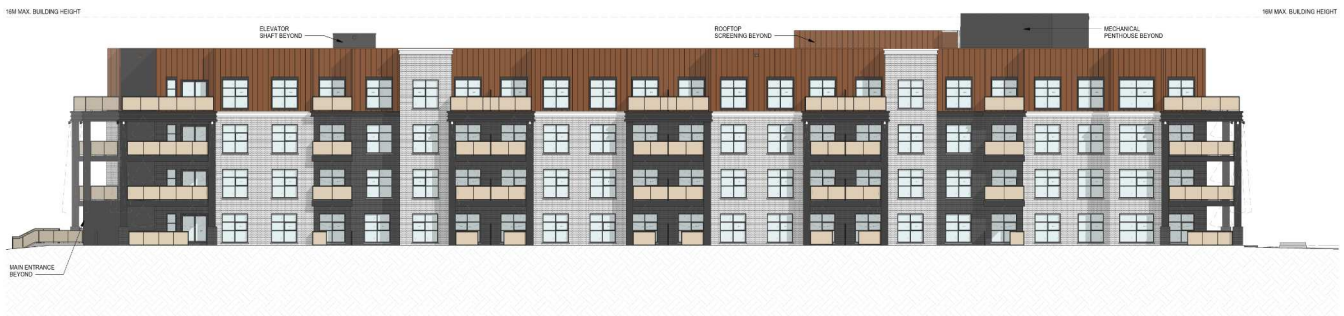 16M MAX. BUILDING HEIGHT
16M MAX. BUILDING HEIGHT
ELEVATOR
SHAFT BEYOND
ROOFTOP
SCREENING BEYOND
MECHANICAL
PENTHOUSE BEYOND
MAIN ENTRANCE
BEYOND